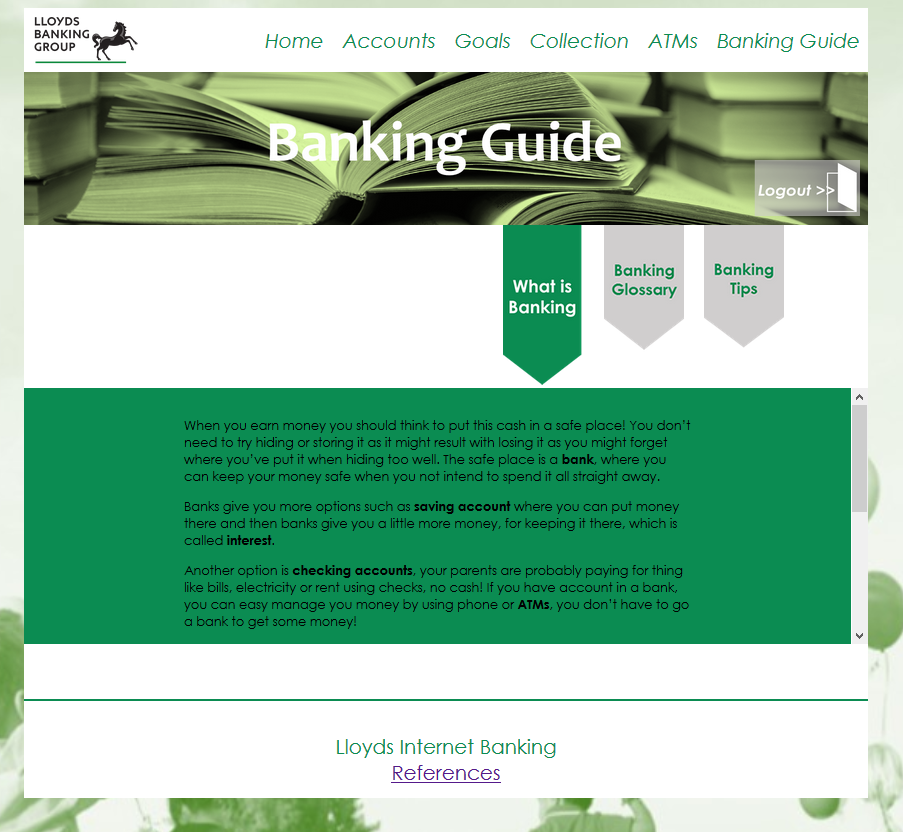 LLOYDS
BANKING
GROUP
Home Accounts Goals Collection ATMs Banking Guide
Banking Guide
Logout >>
What is
Banking
Banking
Glossary
Banking
Tips
When you earn money you should think to put this cash in a safe place! You don't
need to try hiding or storing it as it might result with losing it as you might forget
where you've put it when hiding too well. The safe place is a bank, where you
can keep your money safe when you not intend to spend it all straight away.
Banks give you more options such as saving account where you can put money
there and then banks give you a little more money, for keeping it there, which is
called interest.
Another option is checking accounts, your parents are probably paying for thing
like bills, electricity or rent using checks, no cash! If you have account in a bank,
you can easy manage you money by using phone or ATMs, you don't have to go
a bank to get some money!
Lloyds Internet Banking
References